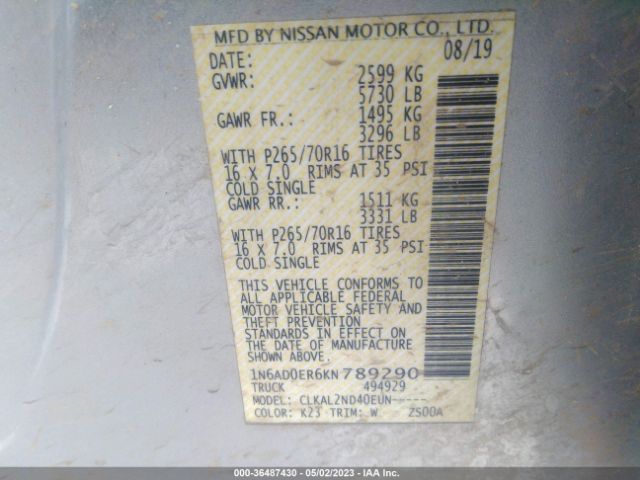 MFD BY NISSAN MOTOR CO., LTD.
DATE: 08/19
GVWR: 2599 KG
5730 LB
GAWR FR.: 1495 KG
3296 LB
WITH P265/70R16 TIRES
16 X 7.0 RIMS AT 35 PSI
COLD SINGLE
GAWR RR.: 1511 KG
3331 LB
WITH P265/70R16 TIRES
16 X 7.0 RIMS AT 35 PSI
COLD SINGLE
THIS VEHICLE CONFORMS TO
ALL APPLICABLE FEDERAL
MOTOR VEHICLE SAFETY AND
THEFT PREVENTION
STANDARDS IN EFFECT ON
THE DATE OF MANUFACTURE
SHOWN ABOVE.
1N6AD0ER6KN789290
TRUCK 494929
MODEL: CLKAL2ND40EUN-----
COLOR: K23 TRIM: W ZS00A
000-36487430 - 05/02/2023 - IAA Inc.